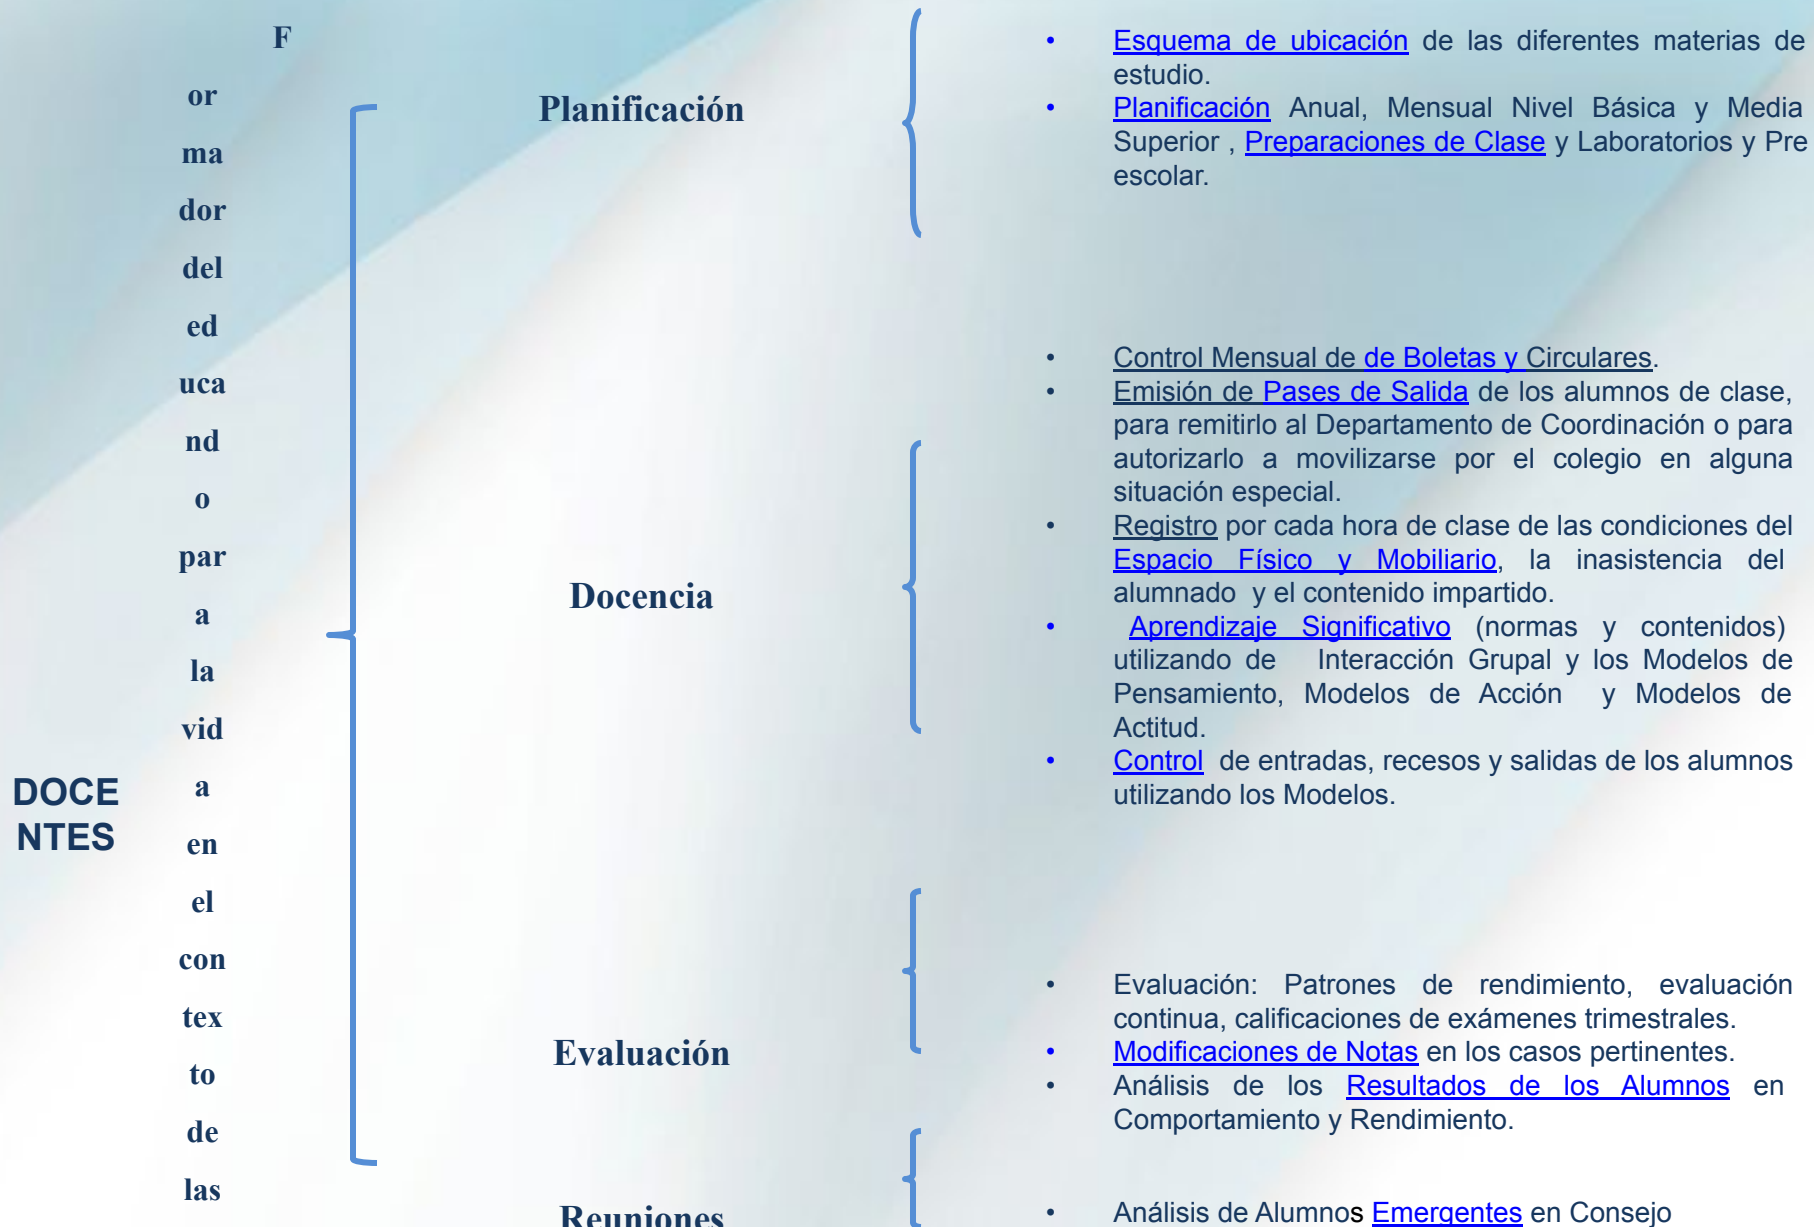 DOCE
NTES
F
or
ma
dor
del
ed
uca
nd
o
par
a
la
vid
a
en
el
con
tex
to
de
las
Planificación
• Esquema de ubicación de las diferentes materias de
estudio.
• Planificación Anual, Mensual Nivel Básica y Media
Superior , Preparaciones de Clase y Laboratorios y Pre
escolar.
Docencia
• Control Mensual de de Boletas y Circulares.
• Emisión de Pases de Salida de los alumnos de clase,
para remitirlo al Departamento de Coordinación o para
autorizarlo a movilizarse por el colegio en alguna
situación especial.
• Registro por cada hora de clase de las condiciones del
Espacio Físico y Mobiliario, la inasistencia del
alumnado y el contenido impartido.
• Aprendizaje Significativo (normas y contenidos)
utilizando de Interacción Grupal y los Modelos de
Pensamiento, Modelos de Acción y Modelos de
Actitud.
• Control de entradas, recesos y salidas de los alumnos
utilizando los Modelos.
Evaluación
• Evaluación: Patrones de rendimiento, evaluación
continua, calificaciones de exámenes trimestrales.
• Modificaciones de Notas en los casos pertinentes.
• Análisis de los Resultados de los Alumnos en
Comportamiento y Rendimiento.
Reuniones
• Análisis de Alumnos Emergentes en Consejo